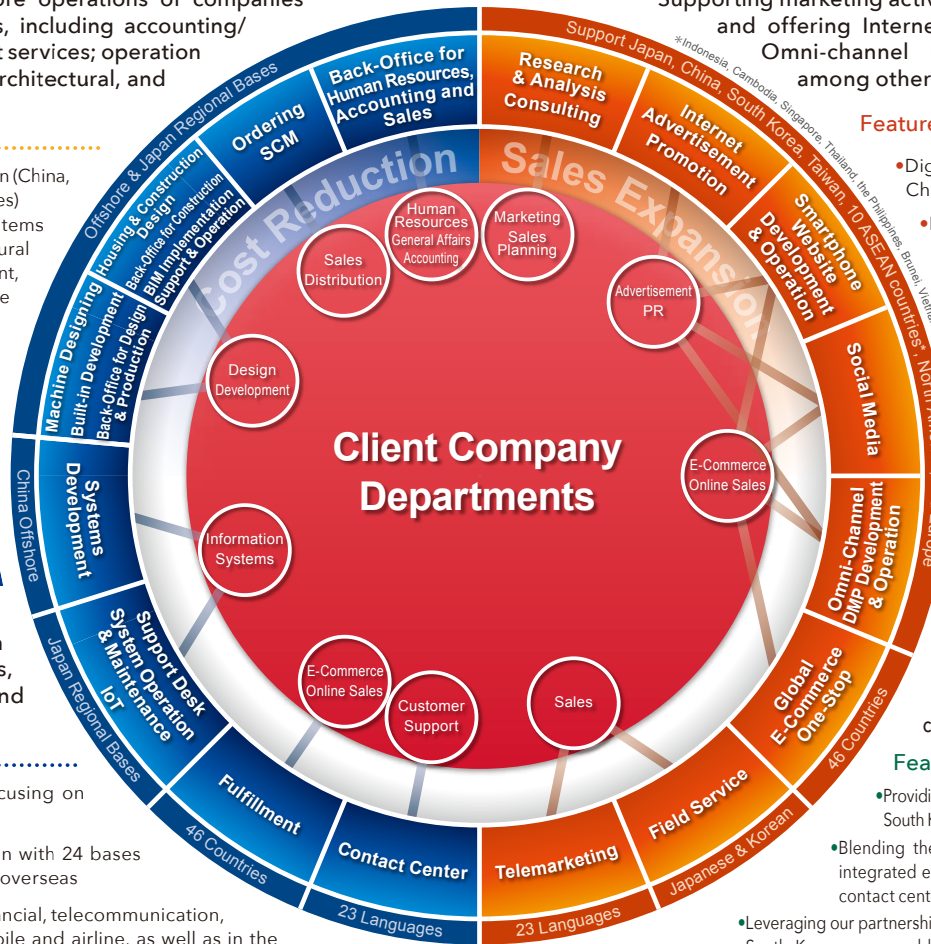 ore operations of companies
s, including accounting/
t services; operation
rchitectural, and
n (China,
es)
tems
ural
nt,
e
n
s,
nd
cusing on
n with 24 bases
overseas
ancial, telecommunication,
bile and airline, as well as in the
Supporting marketing activ
and offering Interne
Omni-channel
among other
Feature
•Dig
Ch
*Indonesia, Cambodia, Singapore, Thailand, the Philippines, Brunei, Vietna
Support Japan, China, South Korea, Taiwan, 10 ASEAN countries*, North Ame
Europe
Offshore & Japan Regional Bases
China Offshore
Japan Regional Bases
46 Countries
23 Languages
23 Languages
Japanese & Korean
46 Countries
Back-Office for
Human Resources,
Accounting and
Sales
Ordering
SCM
Housing & Construction
Design
Back-Office for Construction
BIM Implementation
Support & Operation
Machine Designing
Built-in Development
Back-Office for Design
& Production
Systems
Development
Support Desk
System Operation
& Maintenance
IoT
Fulfillment
Contact Center
Research
& Analysis
Consulting
Internet
Advertisement
Promotion
Smartphone
Website
Development
& Operation
Social Media
Omni-Channel
DMP Development
& Operation
Global
E-Commerce
One-Stop
Field Service
Telemarketing
Cost Reduction
Sales Expansion
Human
Resources
General Affairs
Accounting
Marketing
Sales
Planning
Sales
Distribution
Advertisement
PR
Design
Development
E-Commerce
Online Sales
Information
Systems
E-Commerce
Online Sales
Customer
Support
Sales
Client Company
Departments
d
Fea
•Providi
South K
•Blending the
integrated e
contact cent
•Leveraging our partnershi